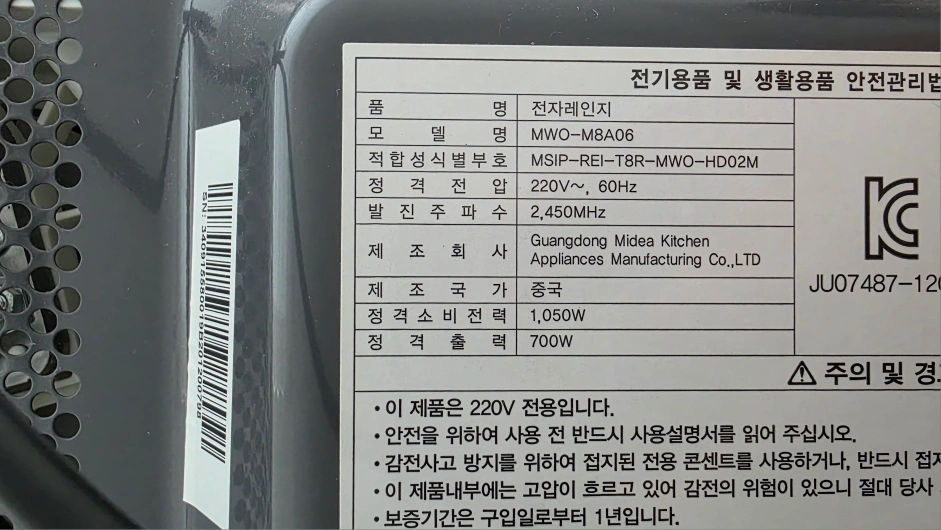 전기용품 및 생활용품 안전관리법
품 명 전자레인지
모 델 명 MWO-M8A06
적합성식별부호 MSIP-REI-T8R-MWO-HD02M
정 격 전 압 220V~, 60Hz
발 진 주 파 수 2,450MHz
제 조 회 사 Guangdong Midea Kitchen
Appliances Manufacturing Co.,LTD
제 조 국 가 중국
정격소비전력 1,050W
정 격 출 력 700W
JU07487-120
⚠ 주의 및 경
•이 제품은 220V 전용입니다.
•안전을 위하여 사용 전 반드시 사용설명서를 읽어 주십시오.
•감전사고 방지를 위하여 접지된 전용 콘센트를 사용하거나, 반드시 접지
•이 제품내부에는 고압이 흐르고 있어 감전의 위험이 있으니 절대 당사
•보증기간은 구입일로부터 1년입니다.